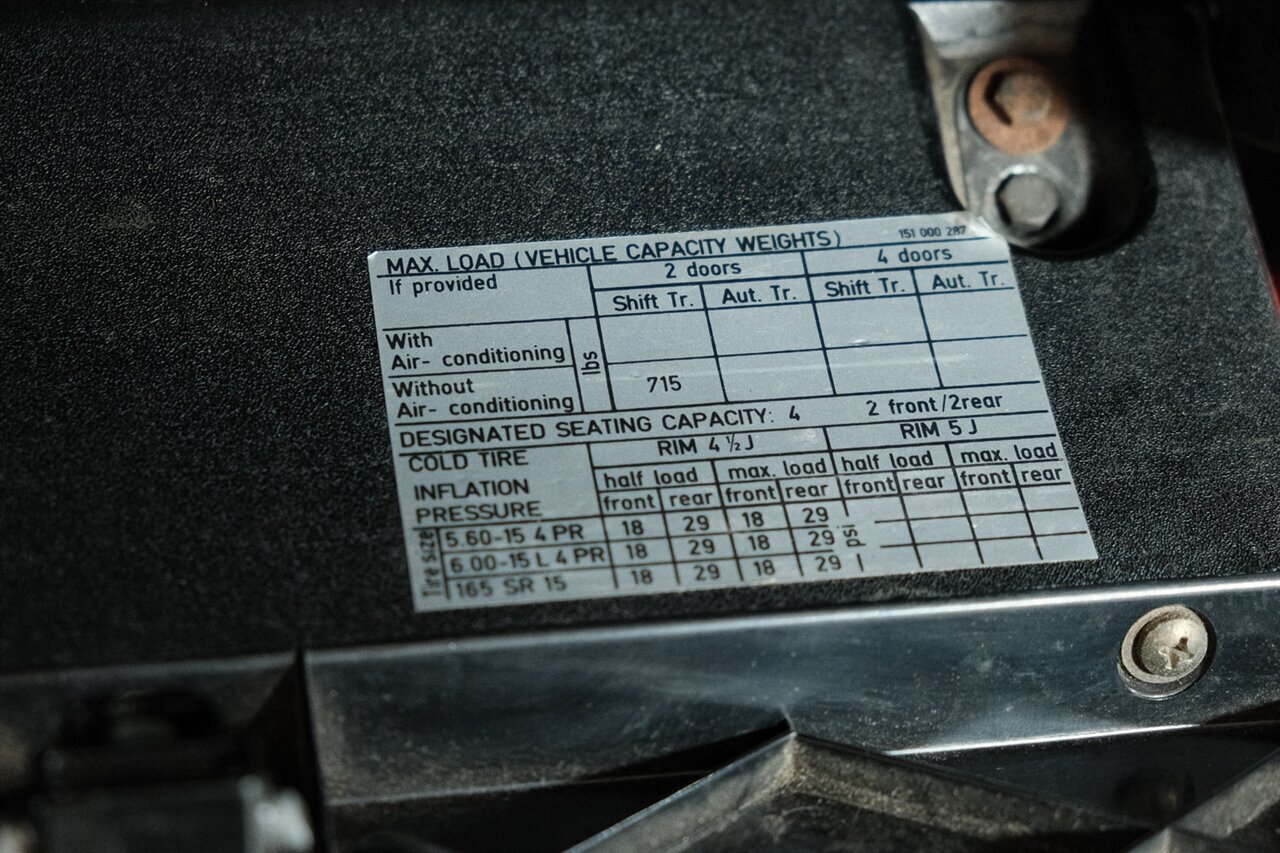 MAX. LOAD (VEHICLE CAPACITY WEIGHTS) 151 000 287
If provided 2 doors 4 doors
Shift Tr. Aut. Tr. Shift Tr. Aut. Tr.
With
Air- conditioning
lbs
Without 715
Air- conditioning
DESIGNATED SEATING CAPACITY: 4 2 front/2rear
COLD TIRE RIM 4 ½ J RIM 5 J
INFLATION half load max. load half load max. load
PRESSURE front rear front rear front rear front rear
Tire Size
5.60-15 4 PR 18 29 18 29
6.00-15 L 4 PR 18 29 18 29
psi
165 SR 15 18 29 18 29